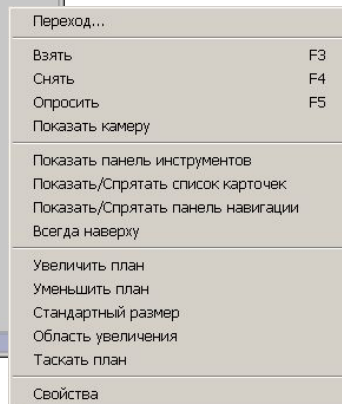 Переход...
Взять F3
Снять F4
Опросить F5
Показать камеру
Показать панель инструментов
Показать/Спрятать список карточек
Показать/Спрятать панель навигации
Всегда наверху
Увеличить план
Уменьшить план
Стандартный размер
Область увеличения
Таскать план
Свойства